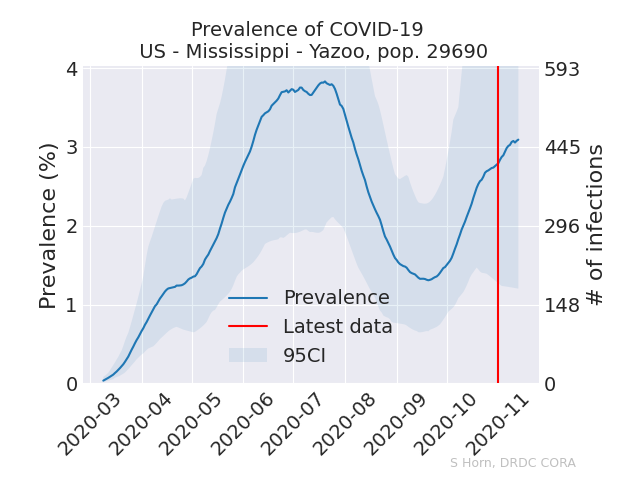 Prevalence of COVID-19
US - Mississippi - Yazoo, pop. 29690
Prevalence (%)
4
3
2
1
0
593
445
296
148
0
# of infections
Prevalence
Latest data
95CI
2020-03
2020-04
2020-05
2020-06
2020-07
2020-08
2020-09
2020-10
2020-11
S Horn, DRDC CORA